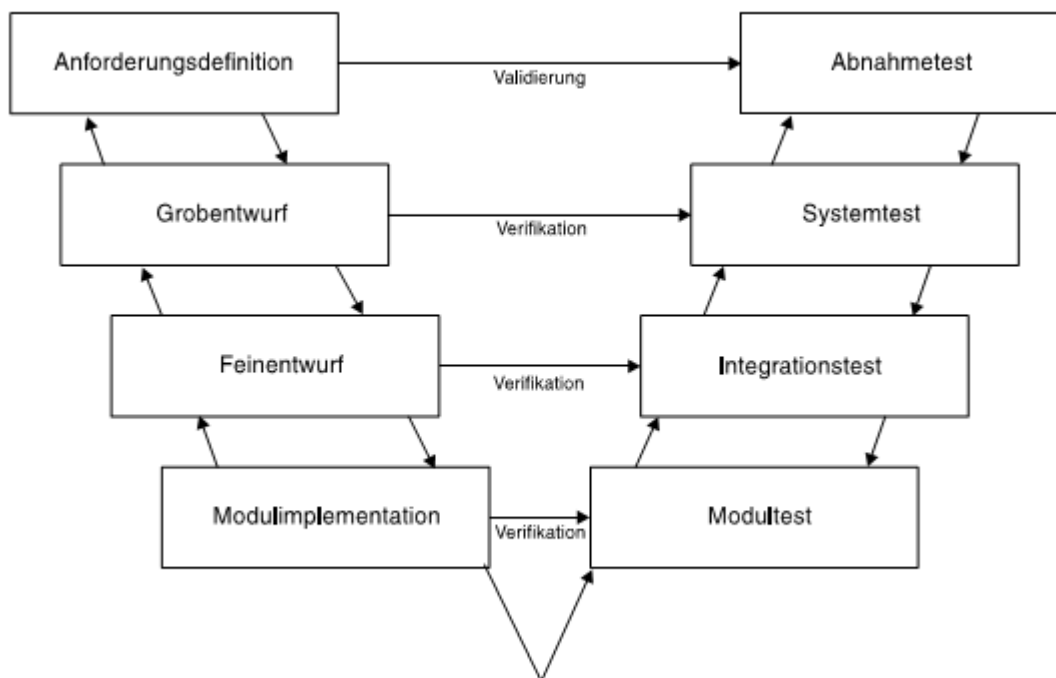 Anforderungsdefinition
Validierung
Abnahmetest
Grobentwurf
Verifikation
Systemtest
Feinentwurf
Verifikation
Integrationstest
Modulimplementation
Verifikation
Modultest